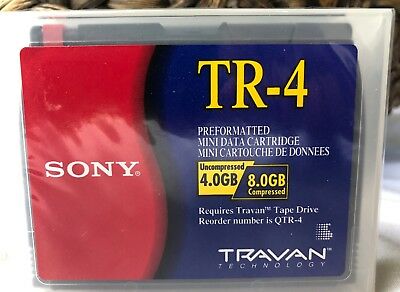 TR-4
PREFORMATTED
MINI DATA CARTRIDGE
MINI CARTOUCHE DE DONNEES
SONY®
Uncompressed
4.0GB
8.0GB
Compressed
Requires Travan™ Tape Drive
Reorder number is QTR-4
TRAVAN™
TECHNOLOGY